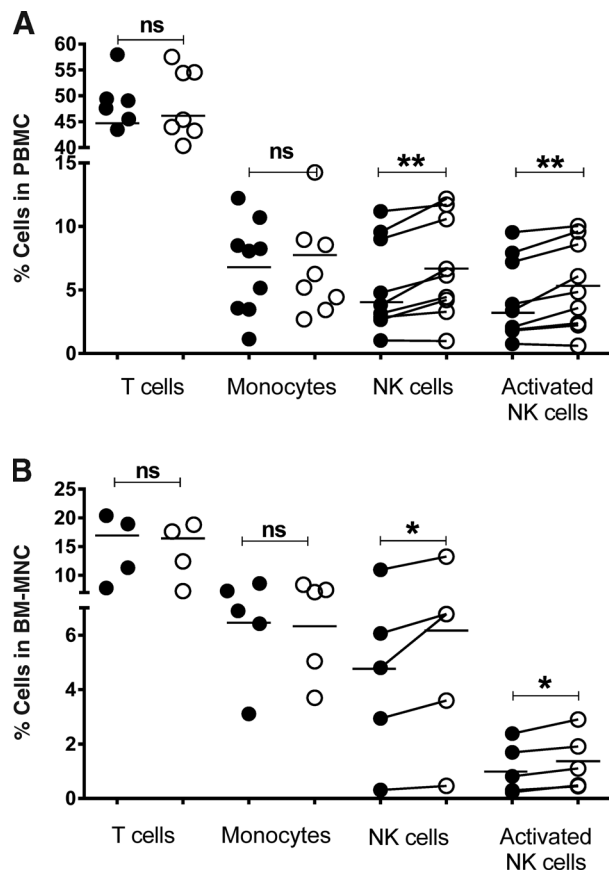 A
% Cells in PBMC
60
55
50
45
40
15
10
5
0
ns
ns
**
**
T cells
Monocytes
NK cells
Activated
NK cells
B
% Cells in BM-MNC
25
20
15
10
6
4
2
0
ns
ns
*
*
T cells
Monocytes
NK cells
Activated
NK cells